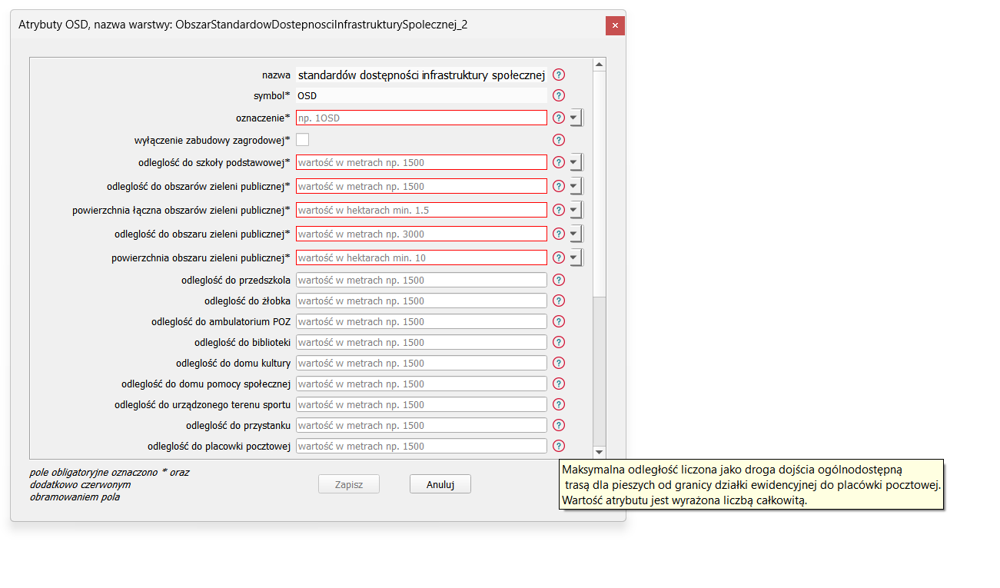 Atrybuty OSD, nazwa warstwy: ObszarStandardowDostepnosciInfrastrukturySpolecznej_2
nazwa standardów dostępności infrastruktury społecznej ?
symbol* OSD ?
oznaczenie* np. 1OSD ?
wyłączenie zabudowy zagrodowej* ?
odległość do szkoły podstawowej* wartość w metrach np. 1500 ?
odległość do obszarów zieleni publicznej* wartość w metrach np. 1500 ?
powierzchnia łączna obszarów zieleni publicznej* wartość w hektarach min. 1.5 ?
odległość do obszaru zieleni publicznej* wartość w metrach np. 3000 ?
powierzchnia obszaru zieleni publicznej* wartość w hektarach min. 10 ?
odległość do przedszkola wartość w metrach np. 1500 ?
odległość do żłobka wartość w metrach np. 1500 ?
odległość do ambulatorium POZ wartość w metrach np. 1500 ?
odległość do biblioteki wartość w metrach np. 1500 ?
odległość do domu kultury wartość w metrach np. 1500 ?
odległość do domu pomocy społecznej wartość w metrach np. 1500 ?
odległość do urządzonego terenu sportu wartość w metrach np. 1500 ?
odległość do przystanku wartość w metrach np. 1500 ?
odległość do placowki pocztowej wartość w metrach np. 1500 ?
pole obligatoryjne oznaczono * oraz
dodatkowo czerwonym
obramowaniem pola
Zapisz Anuluj
Maksymalna odległość liczona jako droga dojścia ogólnodostępną
trasą dla pieszych od granicy działki ewidencyjnej do placówki pocztowej.
Wartość atrybutu jest wyrażona liczbą całkowitą.